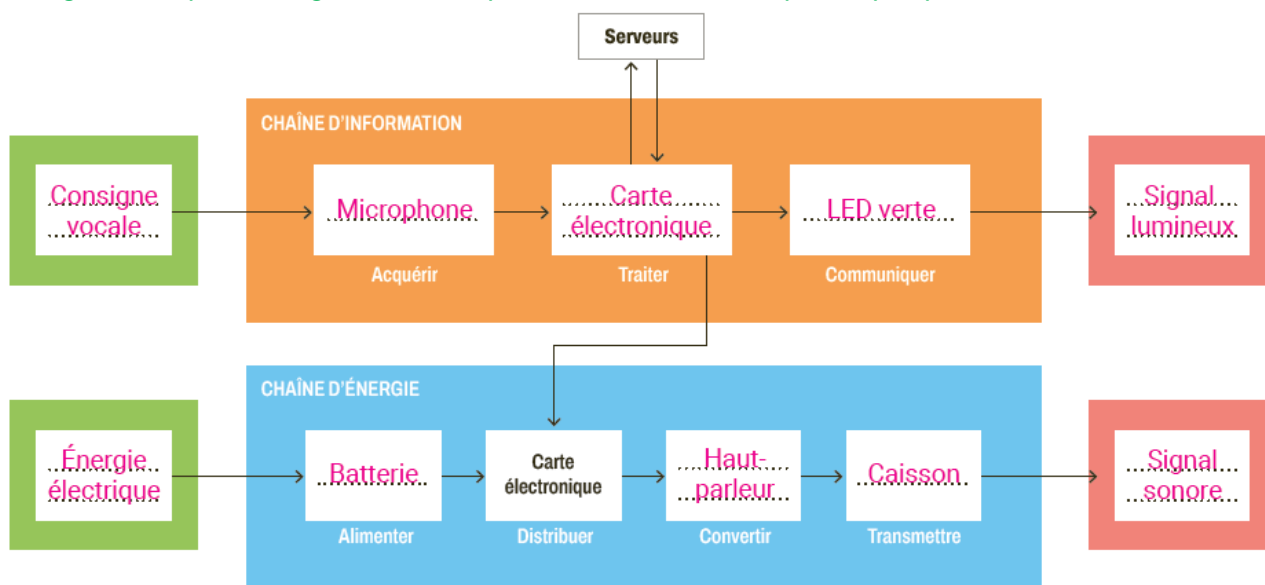 Serveurs
CHAÎNE D'INFORMATION
Consigne
vocale
Microphone
Carte
électronique
LED verte
Signal
lumineux
Acquérir
Traiter
Communiquer
CHAÎNE D'ÉNERGIE
Énergie
électrique
Batterie
Carte
électronique
Haut-
parleur
Caisson
Signal
sonore
Alimenter
Distribuer
Convertir
Transmettre